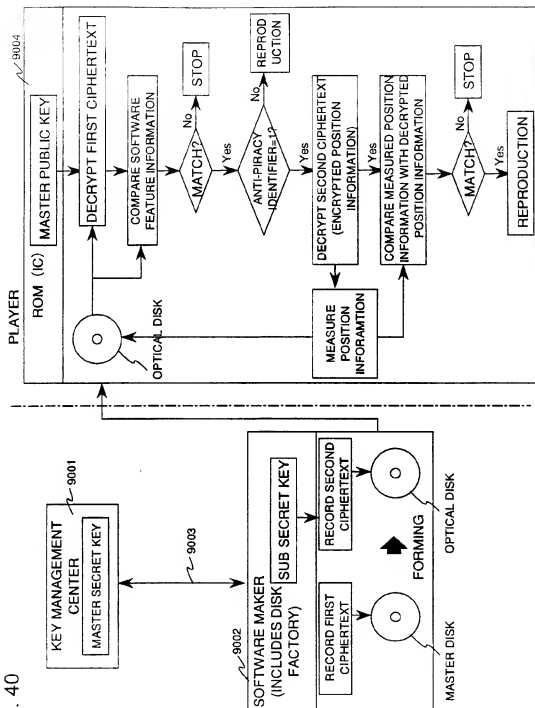 . 40
KEY MANAGEMENT
CENTER
MASTER SECRET KEY
9001
9003
9002
SOFTWARE MAKER
(INCLUDES DISK
FACTORY)
SUB SECRET KEY
RECORD FIRST
CIPHERTEXT
RECORD SECOND
CIPHERTEXT
FORMING
MASTER DISK
OPTICAL DISK
PLAYER
9004
ROM (IC)
MASTER PUBLIC KEY
OPTICAL DISK
DECRYPT FIRST CIPHERTEXT
COMPARE SOFTWARE
FEATURE INFORMATION
MATCH?
No
STOP
Yes
ANTI-PIRACY
IDENTIFIER=1?
No
REPROD
UCTION
Yes
DECRYPT SECOND CIPHERTEXT
(ENCRYPTED POSITION
INFORMATION)
MEASURE
POSITION
INFORAMTION
Yes
COMPARE MEASURED POSITION
INFORMATION WITH DECRYPTED
POSITION INFORMATION
MATCH?
No
STOP
Yes
REPRODUCTION